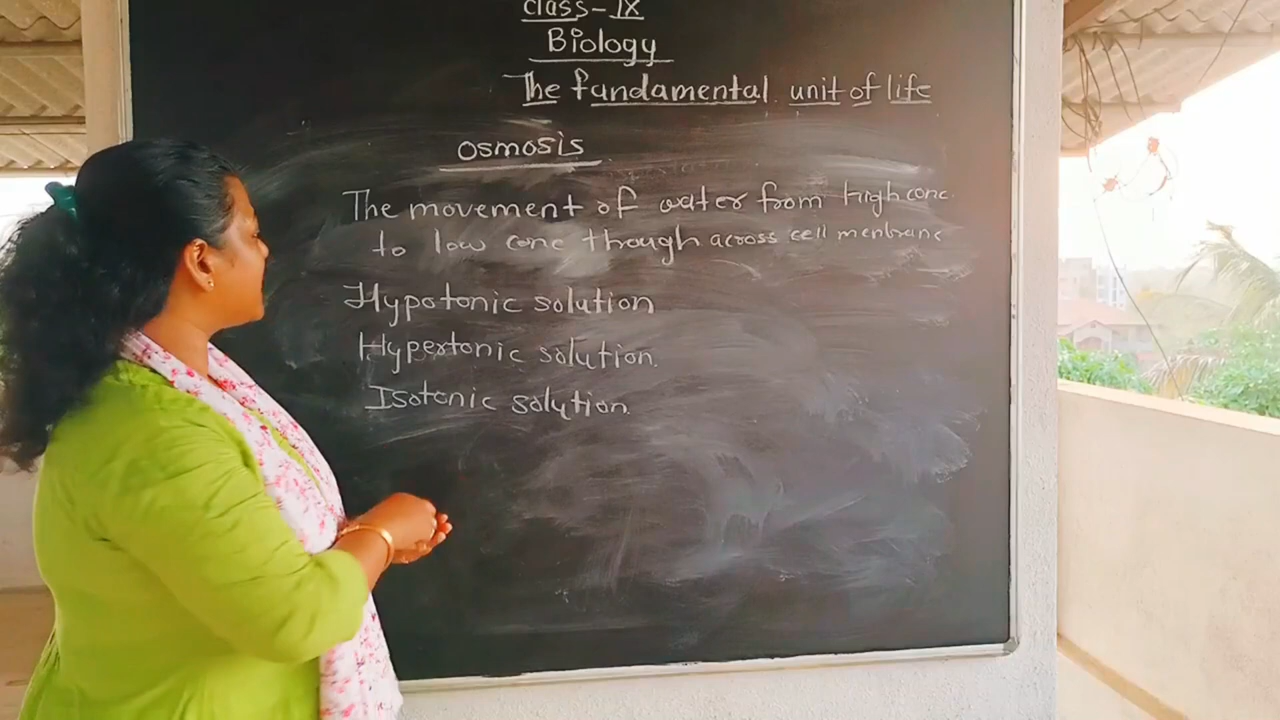 class-IX
Biology
The fundamental unit of life
osmosis
The movement of water from high conc.
to low conc though across cell menbrane
Hypotonic solution
Hypertonic solution.
Isotonic solution.